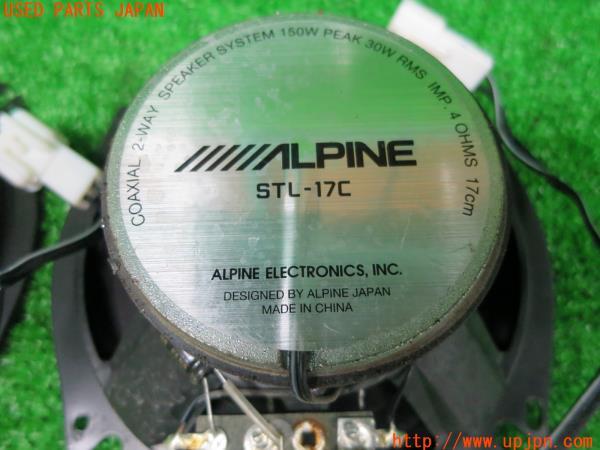 USED PARTS JAPAN
COAXIAL 2-WAY SPEAKER SYSTEM 150W PEAK 30W RMS IMP. 4 OHMS 17cm
ALPINE
STL-17C
ALPINE ELECTRONICS, INC.
DESIGNED BY ALPINE JAPAN
MADE IN CHINA
http://www.upjpn.com/